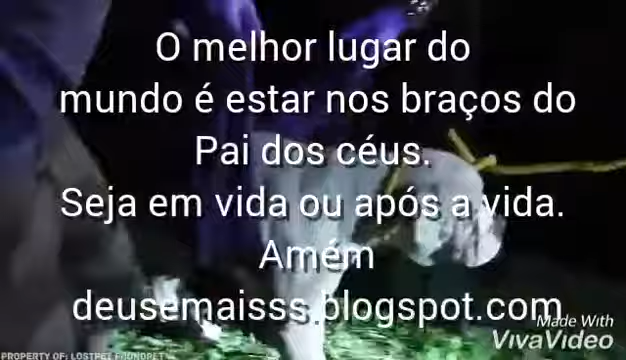 O melhor lugar do
mundo é estar nos braços do
Pai dos céus.
Seja em vida ou após a vida.
Amém
deusemaisss.blogspot.com
Made With
VivaVideo
PROPERTY OF: LOSTPET FOUNDPET